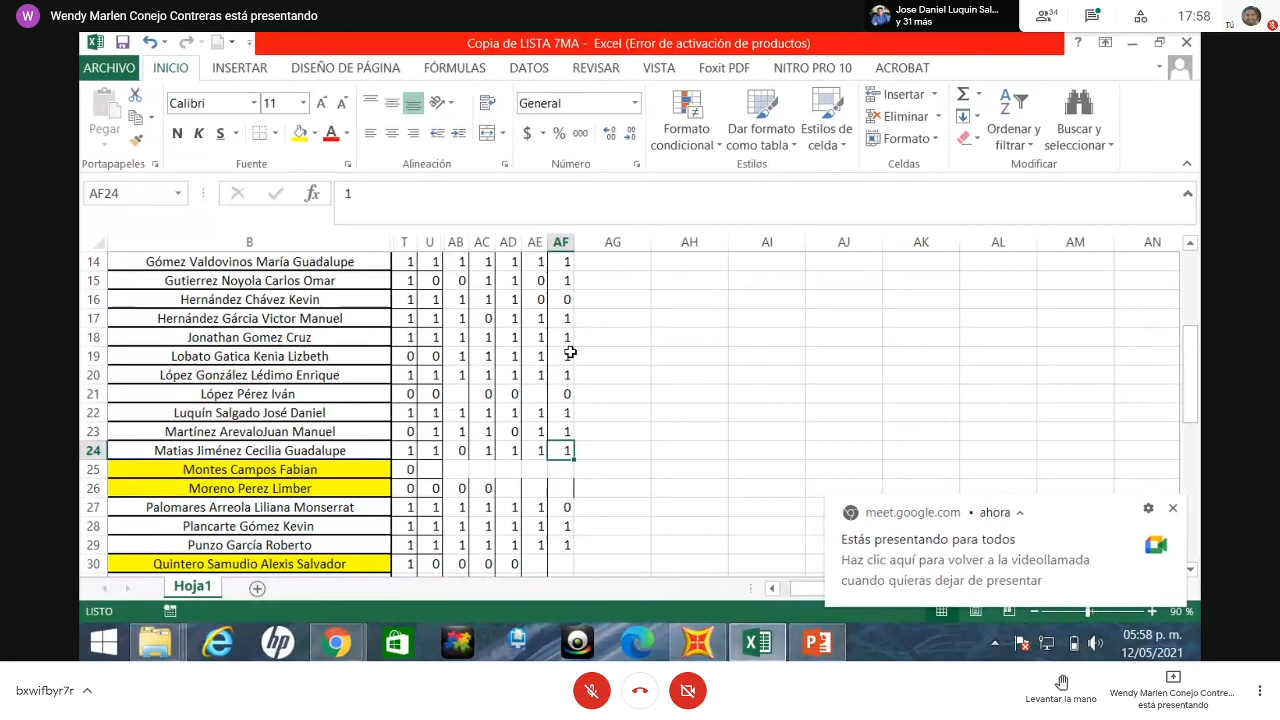 W Wendy Marlen Conejo Contreras está presentando
Jose Daniel Luquin Sal...
y 31 más
34
17:58
Tú
Copia de LISTA 7MA - Excel (Error de activación de productos)
ARCHIVO INICIO INSERTAR DISEÑO DE PÁGINA FÓRMULAS DATOS REVISAR VISTA Foxit PDF NITRO PRO 10 ACROBAT
Pegar
Calibri 11
N K S
General
$ % 000
Formato condicional
Dar formato como tabla
Estilos de celda
Insertar
Eliminar
Formato
Ordenar y filtrar
Buscar y seleccionar
Portapapeles Fuente Alineación Número Estilos Celdas Modificar
AF24 fx 1
B T U AB AC AD AE AF AG AH AI AJ AK AL AM AN
14 Gómez Valdovinos María Guadalupe 1 1 1 1 1 1 1
15 Gutierrez Noyola Carlos Omar 1 0 0 1 1 0 1
16 Hernández Chávez Kevin 1 1 1 1 1 0 0
17 Hernández Gárcia Victor Manuel 1 1 1 0 1 1 1
18 Jonathan Gomez Cruz 1 1 1 1 1 1 1
19 Lobato Gatica Kenia Lizbeth 0 0 1 1 1 1 1
20 López González Lédimo Enrique 1 1 1 1 1 1 1
21 López Pérez Iván 0 0 0 0 0
22 Luquín Salgado José Daniel 1 1 1 1 1 1 1
23 Martínez ArevaloJuan Manuel 0 1 1 1 0 1 1
24 Matias Jiménez Cecilia Guadalupe 1 1 0 1 1 1 1
25 Montes Campos Fabian 0
26 Moreno Perez Limber 0 0 0 0
27 Palomares Arreola Liliana Monserrat 1 1 1 1 1 1 0
28 Plancarte Gómez Kevin 1 1 1 1 1 1 1
29 Punzo García Roberto 1 1 1 1 1 1 1
30 Quintero Samudio Alexis Salvador 1 0 0 0 0
meet.google.com • ahora
Estás presentando para todos
Haz clic aquí para volver a la videollamada
cuando quieras dejar de presentar
Hoja1
LISTO
90 %
05:58 p. m.
12/05/2021
bxwifbyr7r
Levantar la mano
Wendy Marlen Conejo Contre...
está presentando